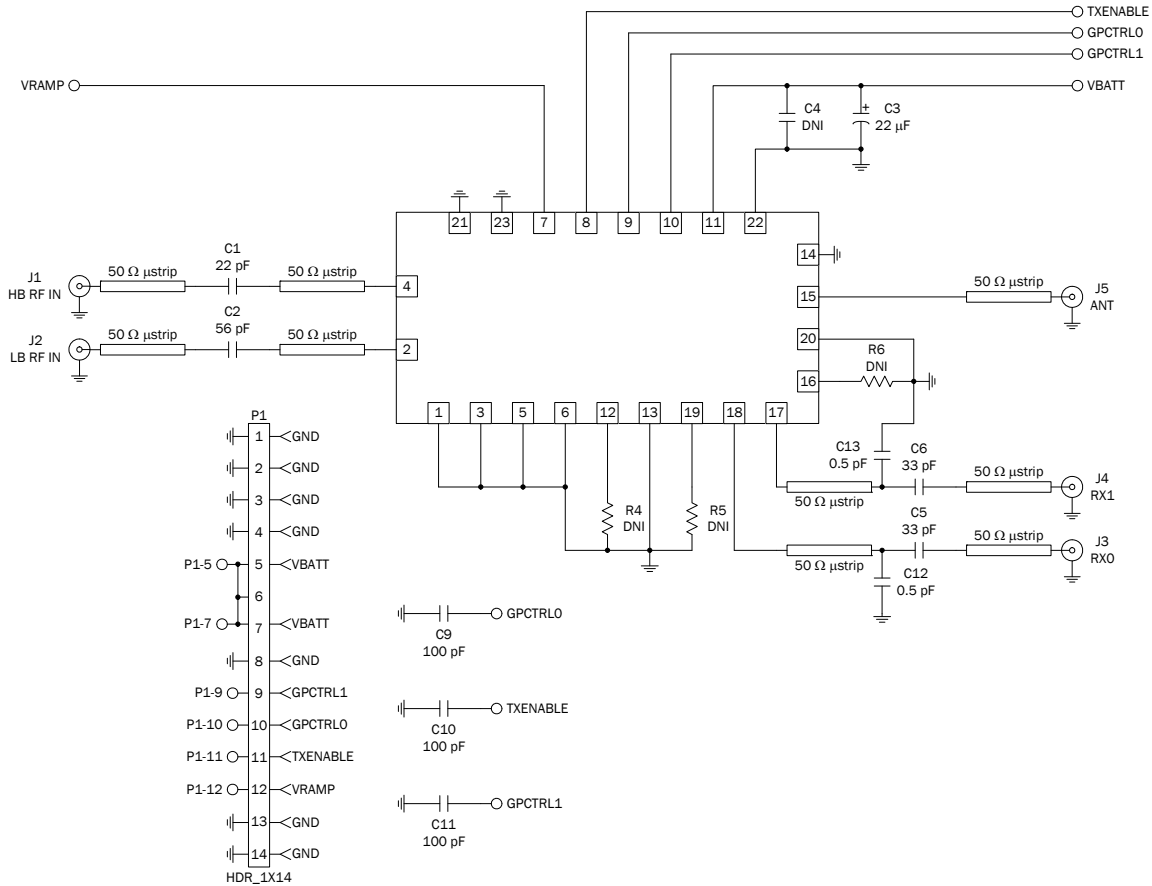 TXENABLE
GPCTRL0
GPCTRL1
VRAMP
VBATT
C4
DNI
+
C3
22 µF
21
23
7
8
9
10
11
22
14
J1
HB RF IN
50 Ω µstrip
C1
22 pF
50 Ω µstrip
4
15
50 Ω µstrip
J5
ANT
J2
LB RF IN
50 Ω µstrip
C2
56 pF
50 Ω µstrip
2
20
R6
DNI
16
1
3
5
6
12
13
19
18
17
C13
0.5 pF
C6
33 pF
50 Ω µstrip
50 Ω µstrip
J4
RX1
R4
DNI
R5
DNI
C5
33 pF
50 Ω µstrip
50 Ω µstrip
J3
RX0
C12
0.5 pF
P1
1 GND
2 GND
3 GND
4 GND
P1-5 5 VBATT
6
P1-7 7 VBATT
8 GND
P1-9 9 GPCTRL1
P1-10 10 GPCTRL0
P1-11 11 TXENABLE
P1-12 12 VRAMP
13 GND
14 GND
HDR_1X14
GPCTRL0
C9
100 pF
TXENABLE
C10
100 pF
GPCTRL1
C11
100 pF